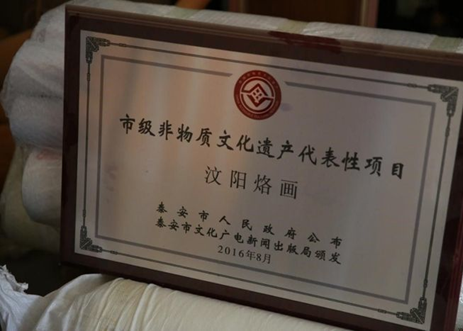 市级非物质文化遗产代表性项目
汶阳烙画
泰安市人民政府公布
泰安市文化广电新闻出版局颁发
2016年8月